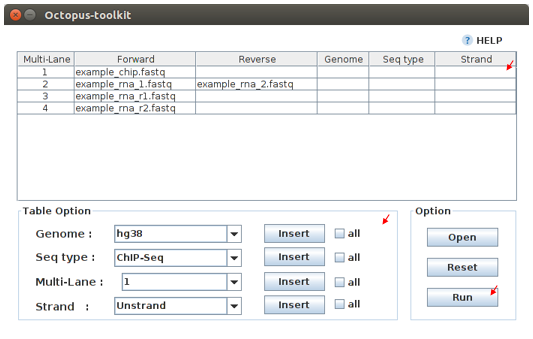 Octopus-toolkit
? HELP
Multi-Lane Forward Reverse Genome Seq type Strand
1 example_chip.fastq
2 example_rna_1.fastq example_rna_2.fastq
3 example_rna_r1.fastq
4 example_rna_r2.fastq
Table Option
Genome : hg38 Insert all
Seq type : ChIP-Seq Insert all
Multi-Lane : 1 Insert all
Strand : Unstrand Insert all
Option
Open
Reset
Run